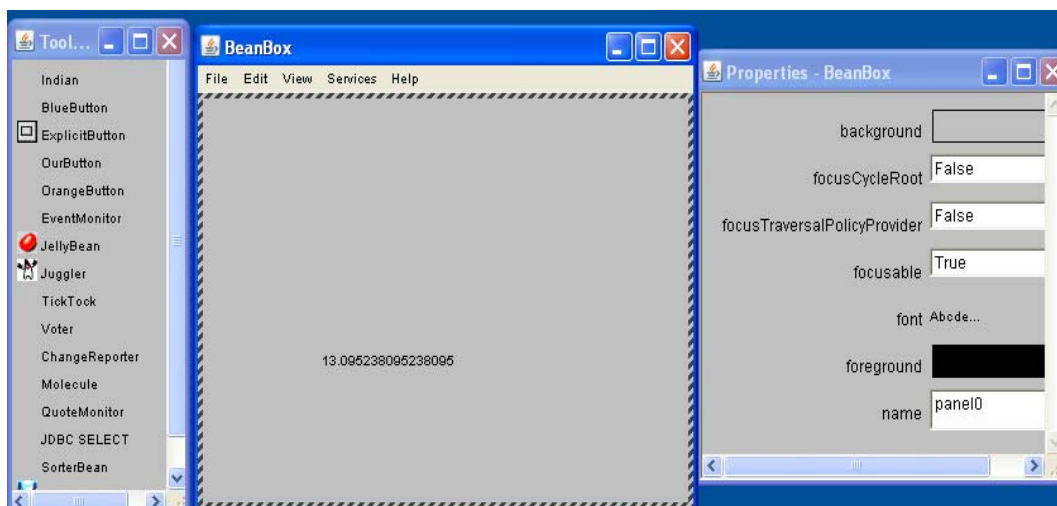 Tool...
Indian
BlueButton
ExplicitButton
OurButton
OrangeButton
EventMonitor
JellyBean
Juggler
TickTock
Voter
ChangeReporter
Molecule
QuoteMonitor
JDBC SELECT
SorterBean
BeanBox
File Edit View Services Help
13.095238095238095
Properties - BeanBox
background
focusCycleRoot False
focusTraversalPolicyProvider False
focusable True
font Abcde...
foreground
name panel0